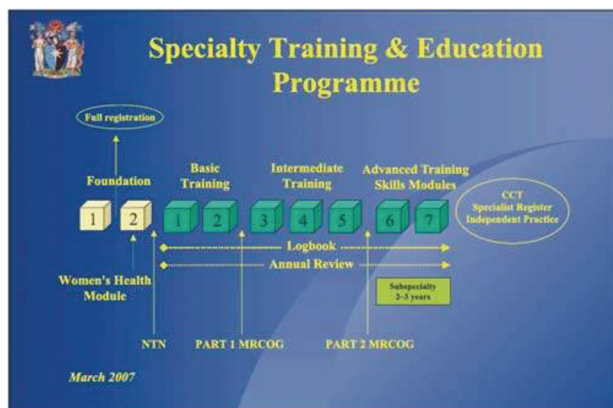 Specialty Training & Education
Programme
Full registration
Foundation
Basic
Training
Intermediate
Training
Advanced Training
Skills Modules
1
2
1
2
3
4
5
6
7
CCT
Specialist Register
Independent Practice
Logbook
Annual Review
Women's Health
Module
Subspecialty
2-3 years
NTN
PART 1 MRCOG
PART 2 MRCOG
March 2007